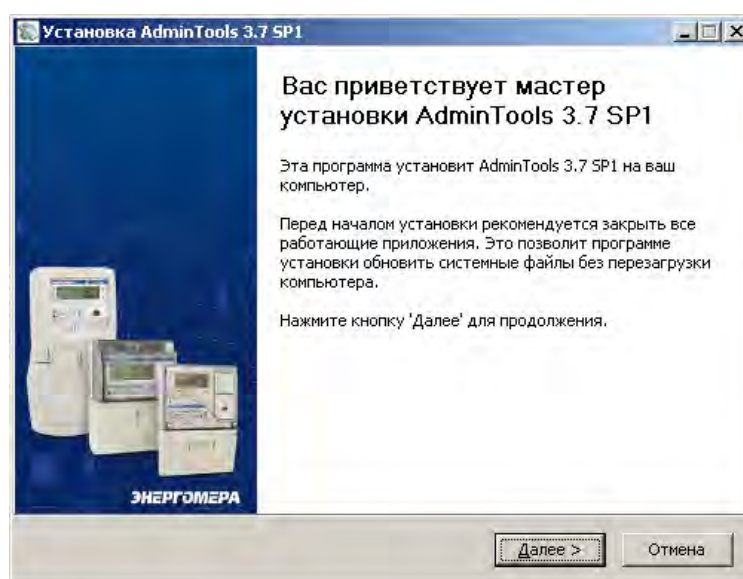 Установка AdminTools 3.7 SP1
Вас приветствует мастер
установки AdminTools 3.7 SP1
Эта программа установит AdminTools 3.7 SP1 на ваш
компьютер.
Перед началом установки рекомендуется закрыть все
работающие приложения. Это позволит программе
установки обновить системные файлы без перезагрузки
компьютера.
Нажмите кнопку 'Далее' для продолжения.
ЭНЕРГОМЕРА
Далее >
Отмена